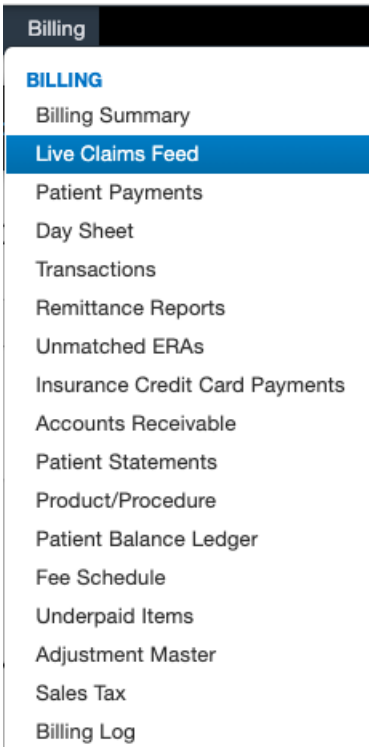 Billing
BILLING
Billing Summary
Live Claims Feed
Patient Payments
Day Sheet
Transactions
Remittance Reports
Unmatched ERAs
Insurance Credit Card Payments
Accounts Receivable
Patient Statements
Product/Procedure
Patient Balance Ledger
Fee Schedule
Underpaid Items
Adjustment Master
Sales Tax
Billing Log